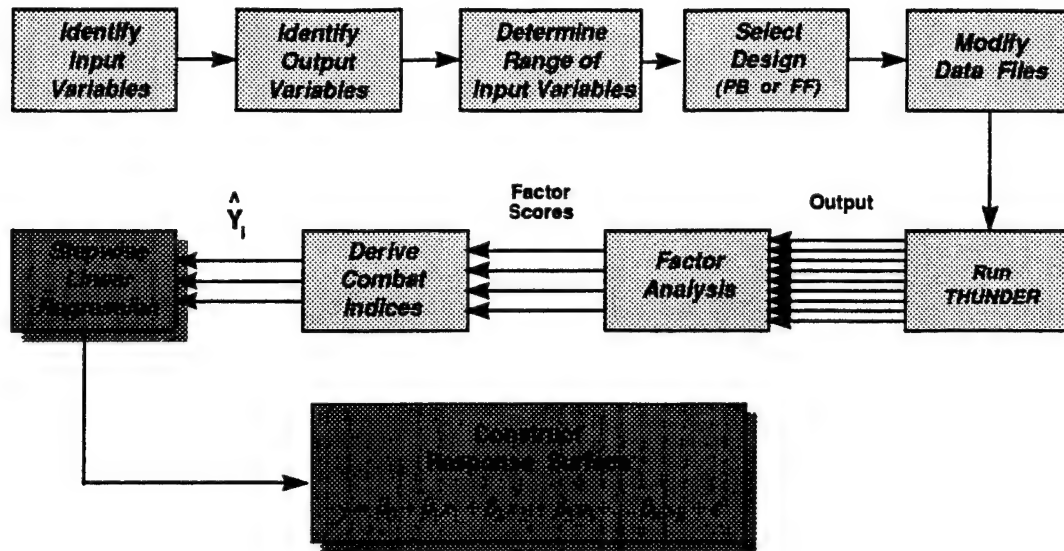 Identify
Input
Variables
Identify
Output
Variables
Determine
Range of
Input Variables
Select
Design
(PB or FF)
Modify
Data Files
Output
Run
THUNDER
Factor
Scores
Factor
Analysis
Ŷi
Derive
Combat
Indices
Stepwise
Linear
Regression
Construct
Response Surface